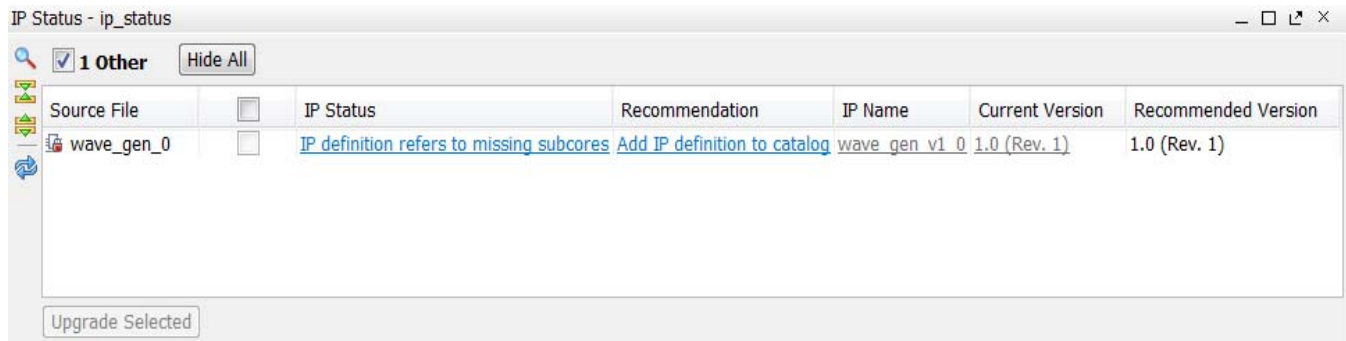 IP Status - ip_status
1 Other Hide All
Source File IP Status Recommendation IP Name Current Version Recommended Version
wave_gen_0 IP definition refers to missing subcores Add IP definition to catalog wave_gen_v1_0 1.0 (Rev. 1) 1.0 (Rev. 1)
Upgrade Selected